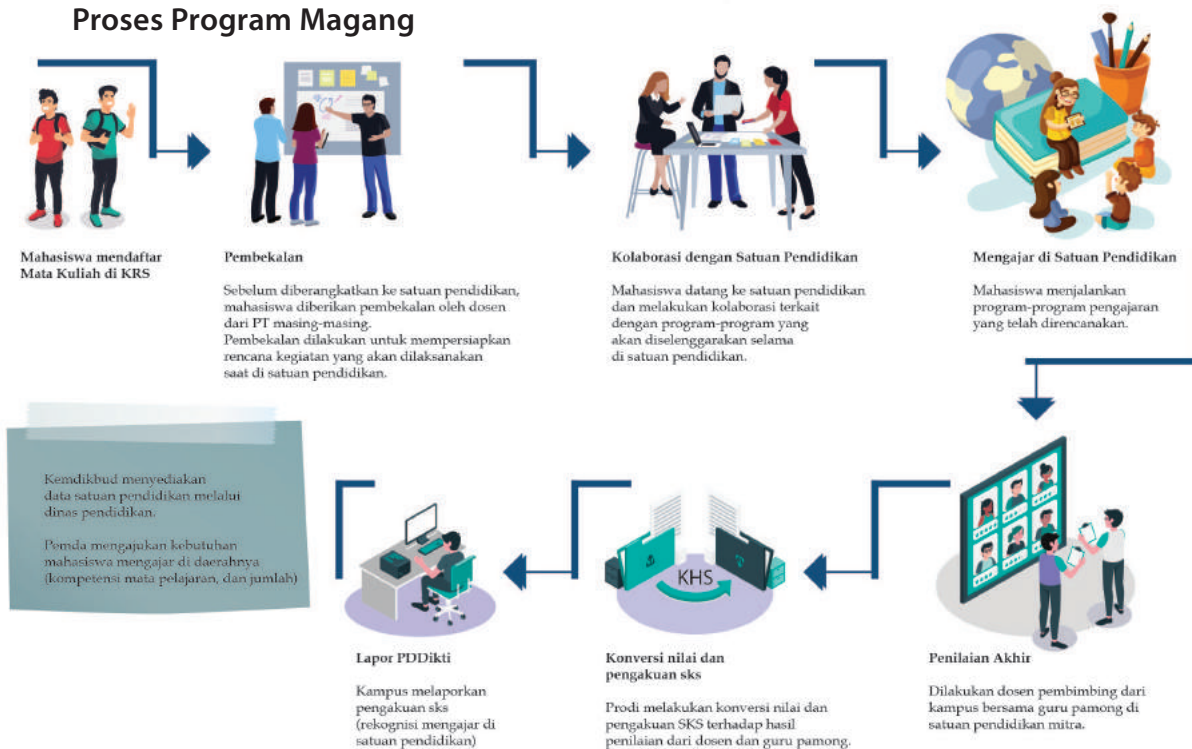 Proses Program Magang
Mahasiswa mendaftar
Mata Kuliah di KRS
Pembekalan
Sebelum diberangkatkan ke satuan pendidikan,
mahasiswa diberikan pembekalan oleh dosen
dari PT masing-masing.
Pembekalan dilakukan untuk mempersiapkan
rencana kegiatan yang akan dilaksanakan
saat di satuan pendidikan.
Kolaborasi dengan Satuan Pendidikan
Mahasiswa datang ke satuan pendidikan
dan melakukan kolaborasi terkait
dengan program-program yang
akan diselenggarakan selama
di satuan pendidikan.
Mengajar di Satuan Pendidikan
Mahasiswa menjalankan
program-program pengajaran
yang telah direncanakan.
Penilaian Akhir
Dilakukan dosen pembimbing dari
kampus bersama guru pamong di
satuan pendidikan mitra.
KHS
Konversi nilai dan
pengakuan sks
Prodi melakukan konversi nilai dan
pengakuan SKS terhadap hasil
penilaian dari dosen dan guru pamong.
Lapor PDDikti
Kampus melaporkan
pengakuan sks
(rekognisi mengajar di
satuan pendidikan)
Kemdikbud menyediakan
data satuan pendidikan melalui
dinas pendidikan.
Pemda mengajukan kebutuhan
mahasiswa mengajar di daerahnya
(kompetensi mata pelajaran, dan jumlah)